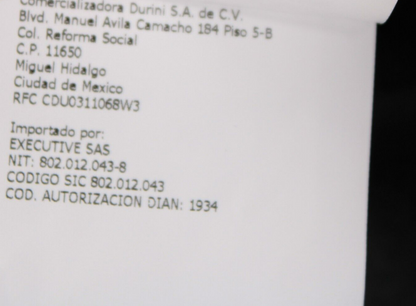 Comercializadora Durini S.A. de C.V.
Blvd. Manuel Avila Camacho 184 Piso 5-B
Col. Reforma Social
C.P. 11650
Miguel Hidalgo
Ciudad de Mexico
RFC CDU0311068W3
Importado por:
EXECUTIVE SAS
NIT: 802.012.043-8
CODIGO SIC 802.012.043
COD. AUTORIZACION DIAN: 1934